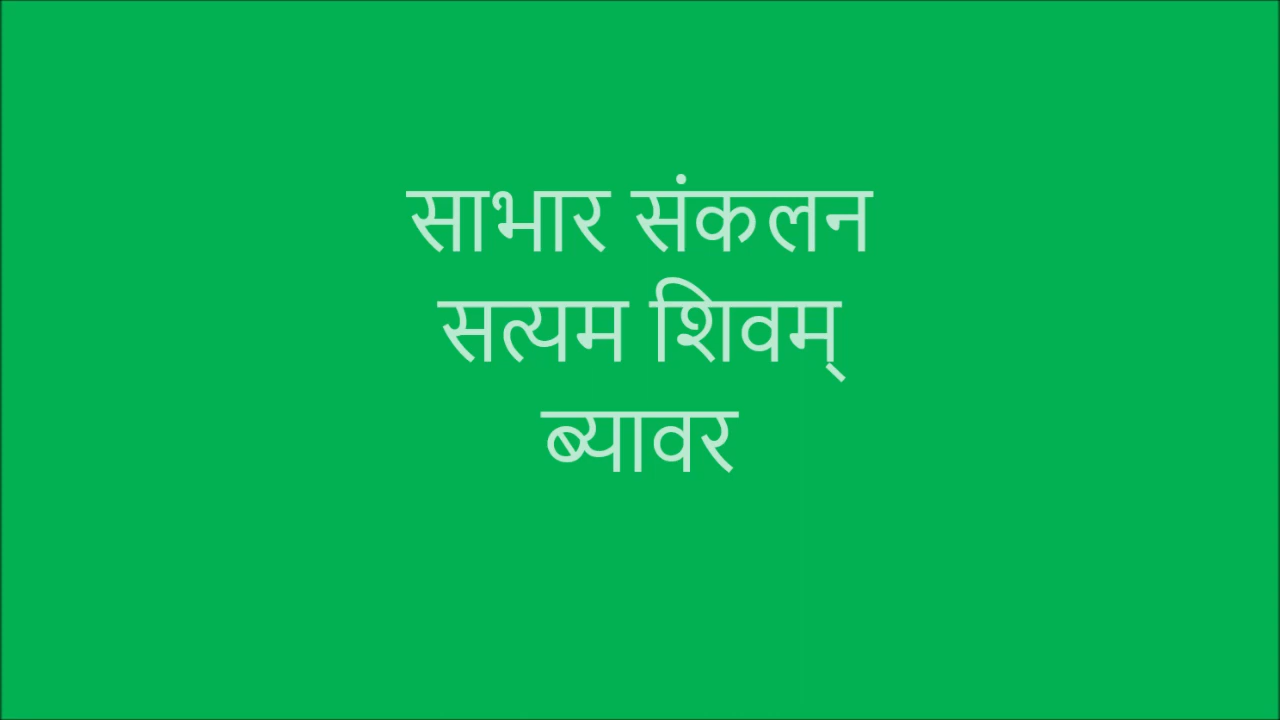 साभार संकलन
सत्यम शिवम्
ब्यावर